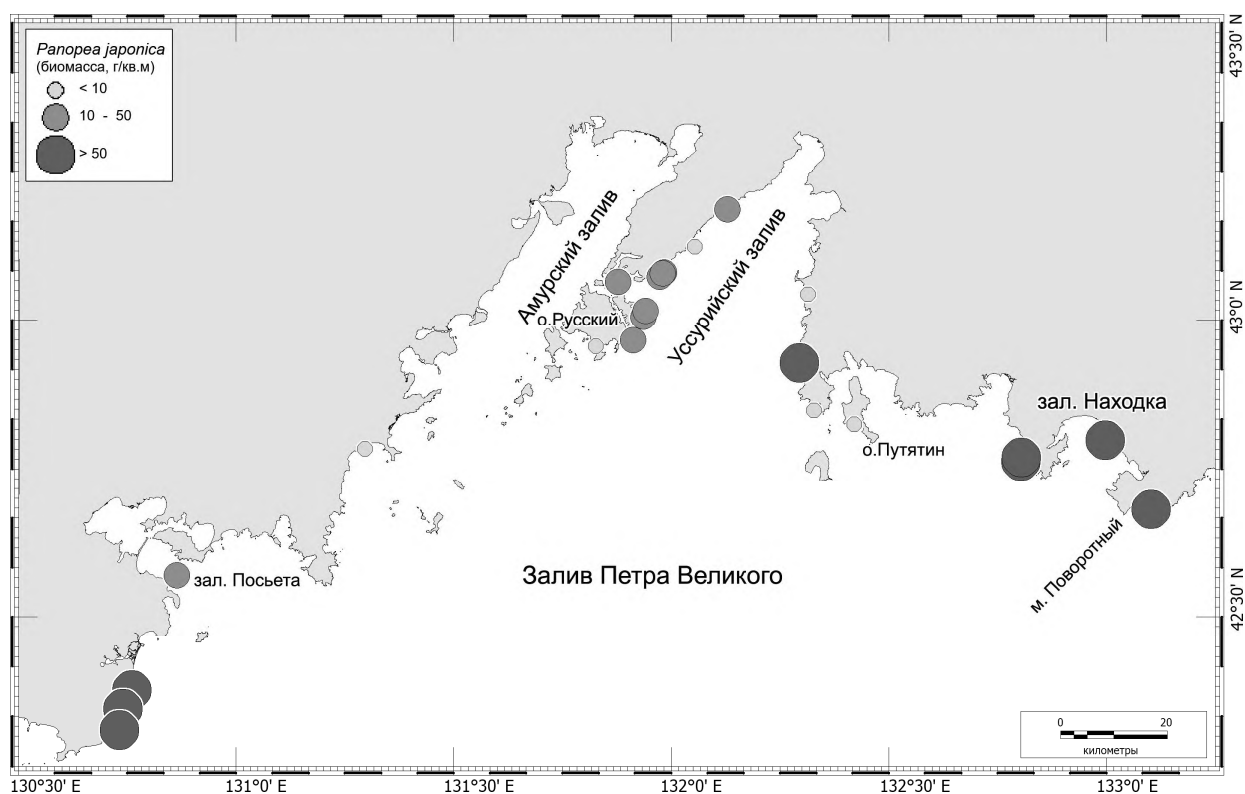 Panopea japonica
(биомасса, г/кв.м)
< 10
10 - 50
> 50
43°30' N
Амурский залив
Уссурийский залив
о.Русский
43°0' N
зал. Находка
о.Путятин
зал. Посьета
Залив Петра Великого
м. Поворотный
42°30' N
0 20
километры
130°30' E 131°0' E 131°30' E 132°0' E 132°30' E 133°0' E